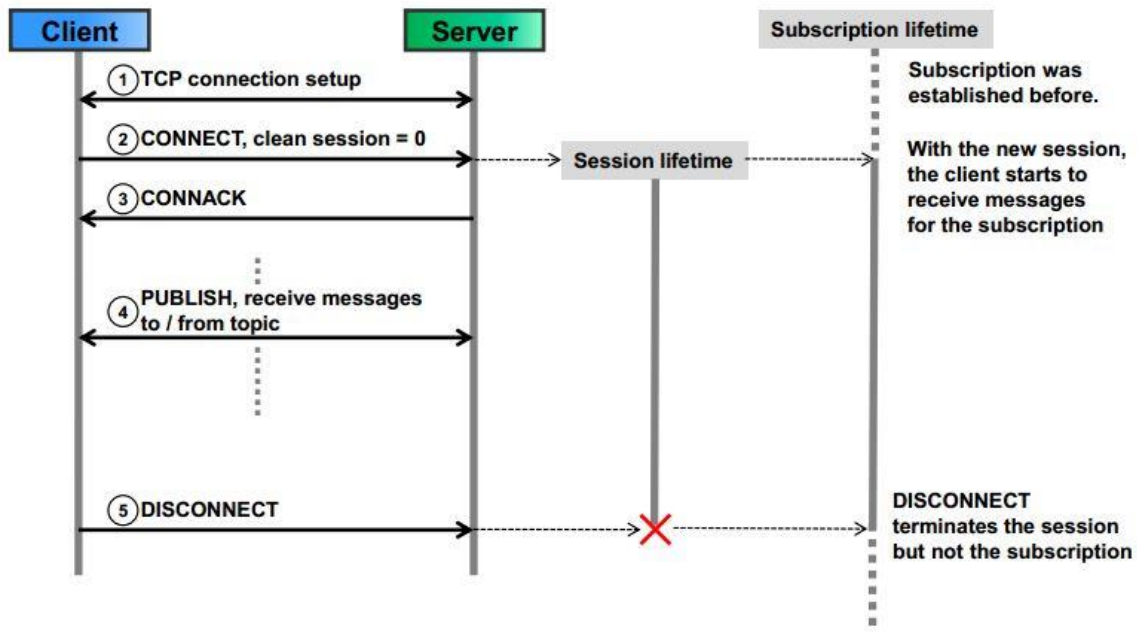 Client
Server
Subscription lifetime
1 TCP connection setup
Subscription was
established before.
2 CONNECT, clean session = 0
Session lifetime
With the new session,
the client starts to
receive messages
for the subscription
3 CONNACK
4 PUBLISH, receive messages
to / from topic
5 DISCONNECT
DISCONNECT
terminates the session
but not the subscription